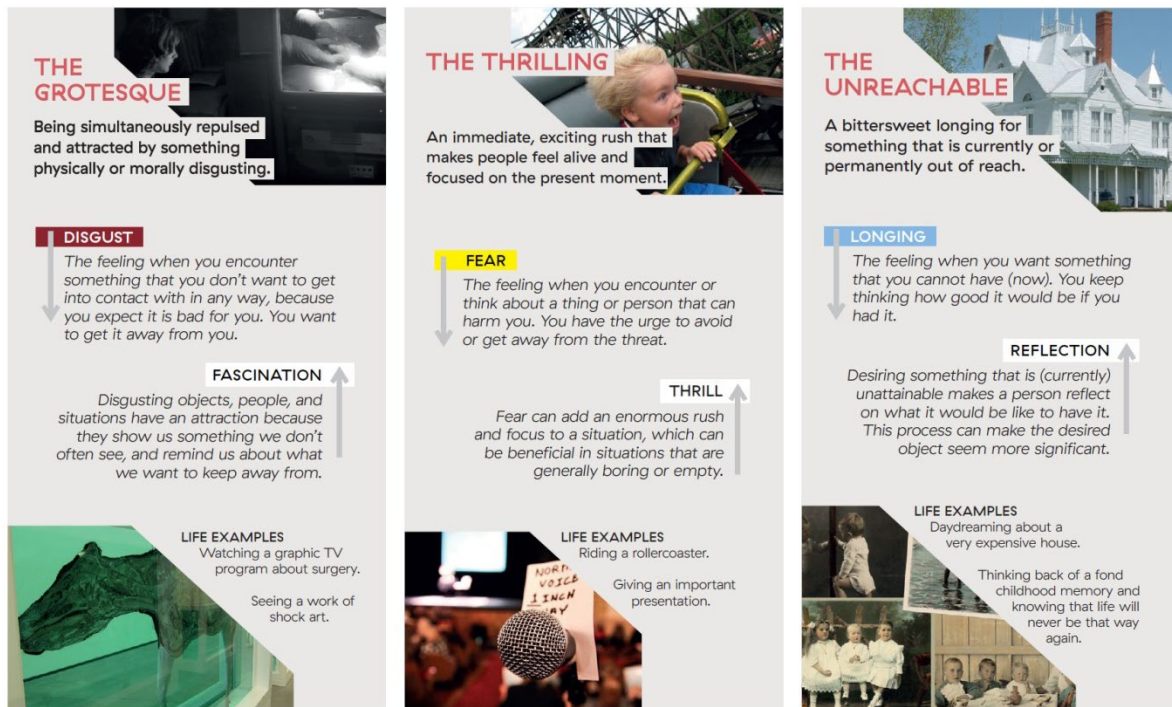 THE
GROTESQUE
Being simultaneously repulsed
and attracted by something
physically or morally disgusting.
DISGUST
The feeling when you encounter
something that you don't want to get
into contact with in any way, because
you expect it is bad for you. You want
to get it away from you.
FASCINATION
Disgusting objects, people, and
situations have an attraction because
they show us something we don't
often see, and remind us about what
we want to keep away from.
LIFE EXAMPLES
Watching a graphic TV
program about surgery.
Seeing a work of
shock art.
THE THRILLING
An immediate, exciting rush that
makes people feel alive and
focused on the present moment.
FEAR
The feeling when you encounter or
think about a thing or person that can
harm you. You have the urge to avoid
or get away from the threat.
THRILL
Fear can add an enormous rush
and focus to a situation, which can
be beneficial in situations that are
generally boring or empty.
LIFE EXAMPLES
Riding a rollercoaster.
Giving an important
presentation.
VOICE
1 INCH
THE
UNREACHABLE
A bittersweet longing for
something that is currently or
permanently out of reach.
LONGING
The feeling when you want something
that you cannot have (now). You keep
thinking how good it would be if you
had it.
REFLECTION
Desiring something that is (currently)
unattainable makes a person reflect
on what it would be like to have it.
This process can make the desired
object seem more significant.
LIFE EXAMPLES
Daydreaming about a
very expensive house.
Thinking back of a fond
childhood memory and
knowing that life will
never be that way
again.